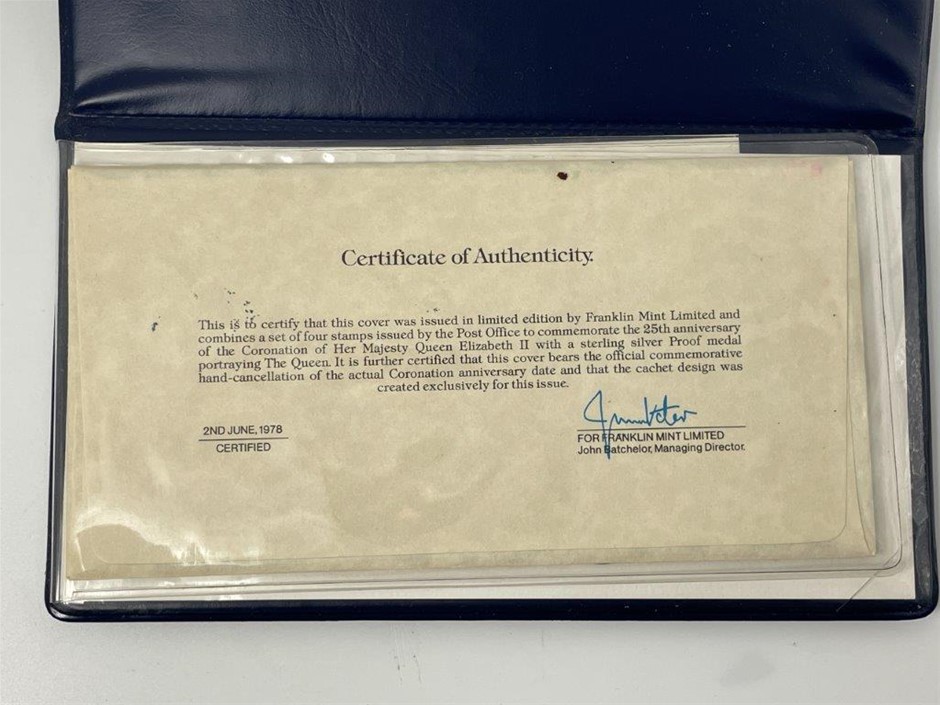 Certificate of Authenticity.
This is to certify that this cover was issued in limited edition by Franklin Mint Limited and
combines a set of four stamps issued by the Post Office to commemorate the 25th anniversary
of the Coronation of Her Majesty Queen Elizabeth II with a sterling silver Proof medal
portraying The Queen. It is further certified that this cover bears the official commemorative
hand-cancellation of the actual Coronation anniversary date and that the cachet design was
created exclusively for this issue.
2ND JUNE, 1978
CERTIFIED
FOR FRANKLIN MINT LIMITED
John Batchelor, Managing Director.